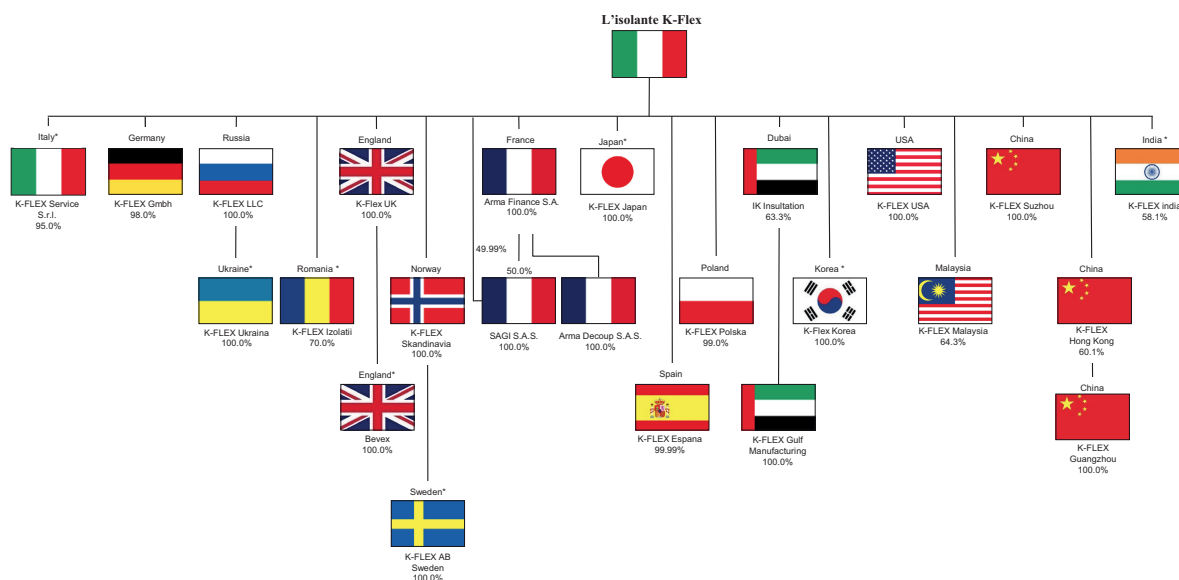 L'isolante K-Flex
Italy*
Germany
Russia
England
France
Japan*
Dubai
USA
China
India *
K-FLEX Service
S.r.l.
95.0%
K-FLEX Gmbh
98.0%
K-FLEX LLC
100.0%
K-Flex UK
100.0%
Arma Finance S.A.
100.0%
K-FLEX Japan
100.0%
IK Insultation
63.3%
K-FLEX USA
100.0%
K-FLEX Suzhou
100.0%
K-FLEX india
58.1%
49.99%
50.0%
Ukraine*
Romania *
Norway
Poland
Korea *
Malaysia
China
K-FLEX Ukraina
100.0%
K-FLEX Izolatii
70.0%
K-FLEX
Skandinavia
100.0%
SAGI S.A.S.
100.0%
Arma Decoup S.A.S.
100.0%
K-FLEX Polska
99.0%
K-Flex Korea
100.0%
K-FLEX Malaysia
64.3%
K-FLEX
Hong Kong
60.1%
England*
Spain
China
Bevex
100.0%
K-FLEX Espana
99.99%
K-FLEX Gulf
Manufacturing
100.0%
K-FLEX
Guangzhou
100.0%
Sweden*
K-FLEX AB
Sweden
100.0%